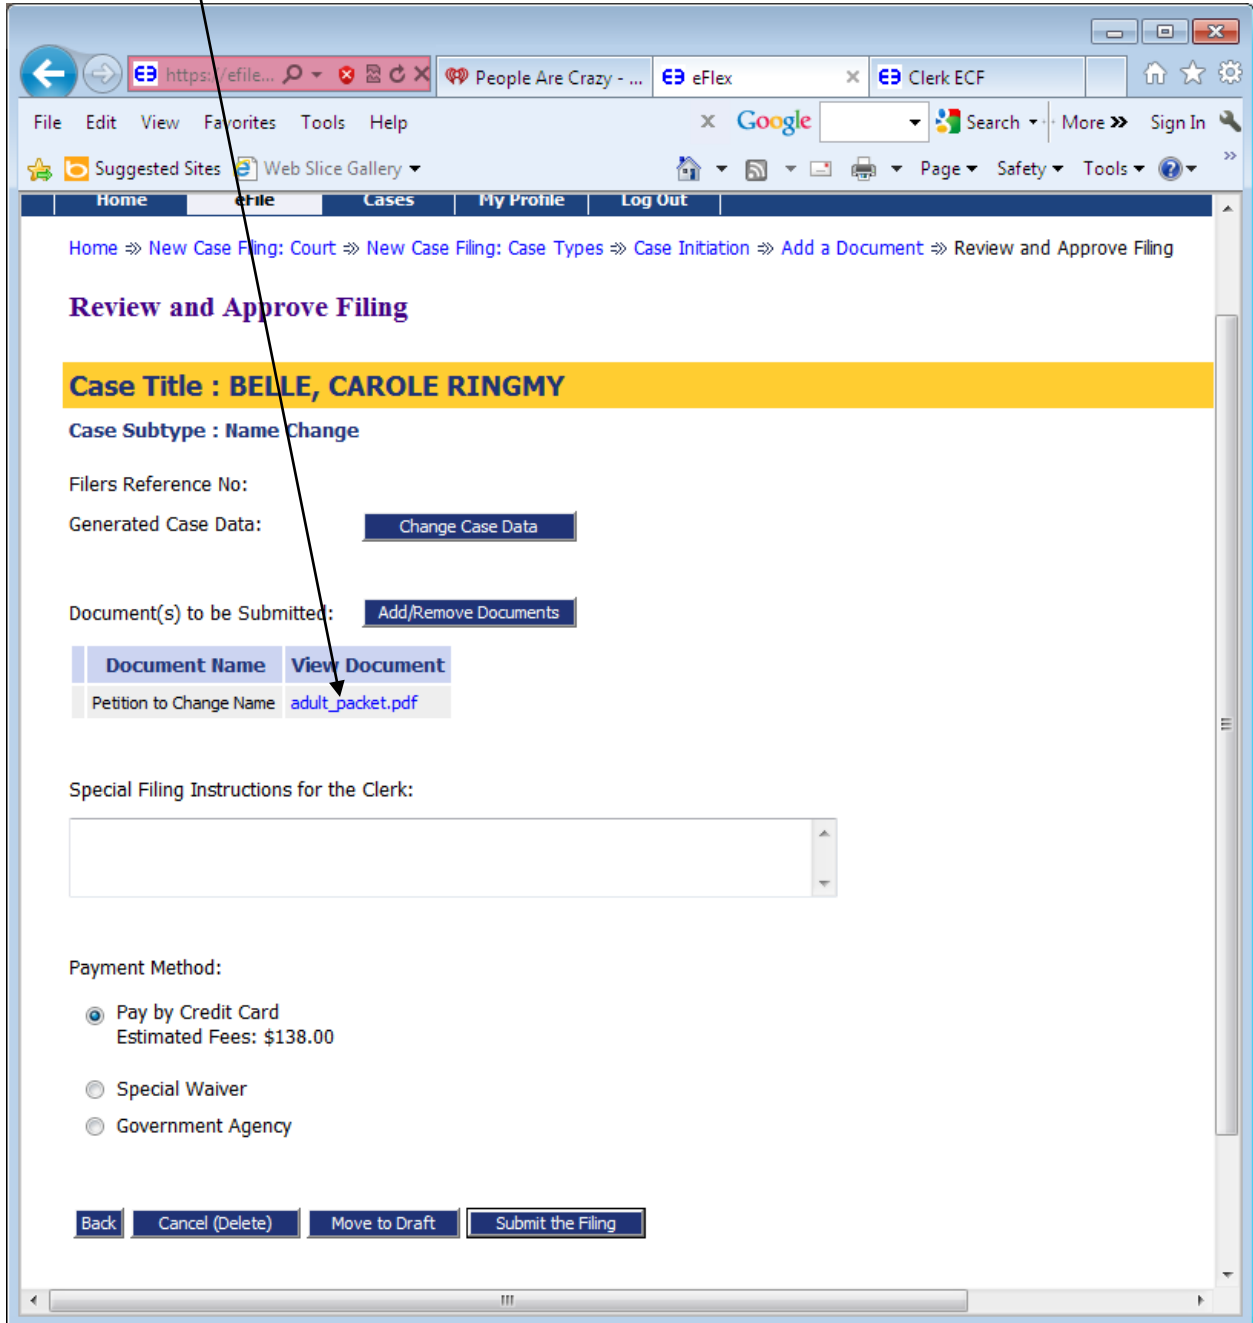 https://efile...
People Are Crazy - ...
eFlex
Clerk ECF
File Edit View Favorites Tools Help
x Google Search More >> Sign In
Suggested Sites Web Slice Gallery
Page Safety Tools
Home eFile Cases My Profile Log Out
Home ⇒ New Case Filing: Court ⇒ New Case Filing: Case Types ⇒ Case Initiation ⇒ Add a Document ⇒ Review and Approve Filing
Review and Approve Filing
Case Title : BELLE, CAROLE RINGMY
Case Subtype : Name Change
Filers Reference No:
Generated Case Data: Change Case Data
Document(s) to be Submitted: Add/Remove Documents
Document Name View Document
Petition to Change Name adult_packet.pdf
Special Filing Instructions for the Clerk:
Payment Method:
Pay by Credit Card
Estimated Fees: $138.00
Special Waiver
Government Agency
Back Cancel (Delete) Move to Draft Submit the Filing